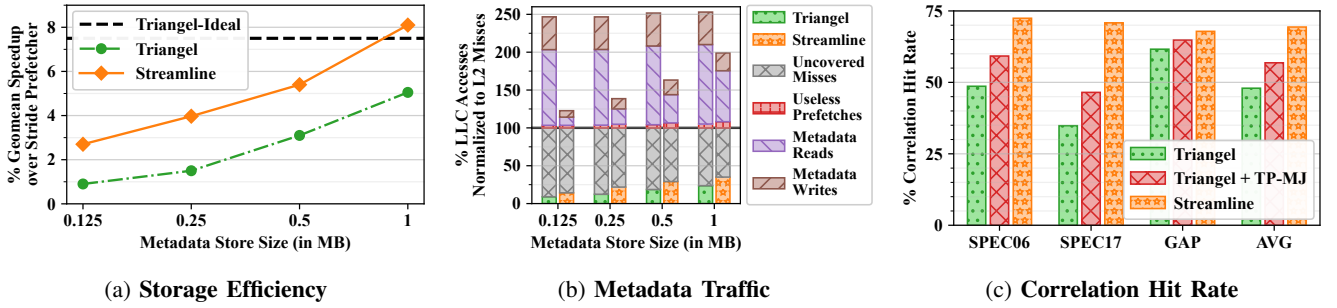 % Geomean Speedup
over Stride Prefetcher
8
6
4
2
0
Triangel-Ideal
Triangel
Streamline
0.125
0.25
0.5
1
Metadata Store Size (in MB)
(a) Storage Efficiency
% LLC Accesses
Normalized to L2 Misses
250
200
150
100
50
0
0.125
0.25
0.5
1
Metadata Store Size (in MB)
Triangel
Streamline
Uncovered
Misses
Useless
Prefetches
Metadata
Reads
Metadata
Writes
(b) Metadata Traffic
% Correlation Hit Rate
75
50
25
0
Triangel
Triangel + TP-MJ
Streamline
SPEC06
SPEC17
GAP
AVG
(c) Correlation Hit Rate